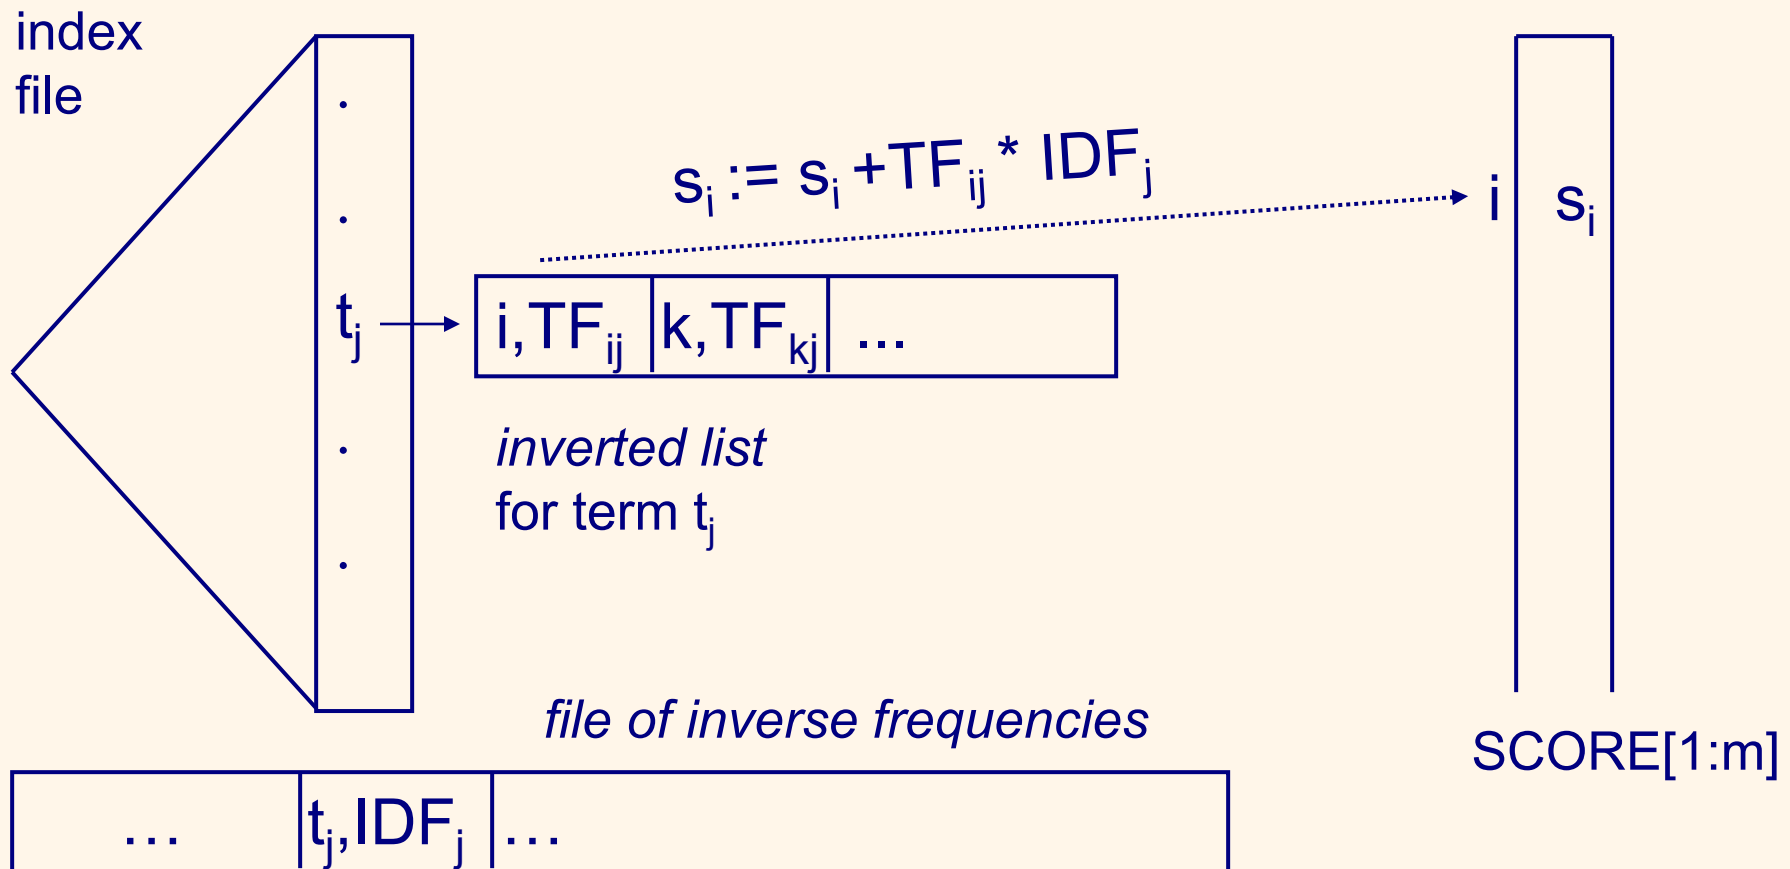 index
file
s_i := s_i +TF_ij * IDF_j
i s_i
t_j
i,TF_ij k,TF_kj ...
inverted list
for term t_j
file of inverse frequencies
SCORE[1:m]
... t_j,IDF_j ...